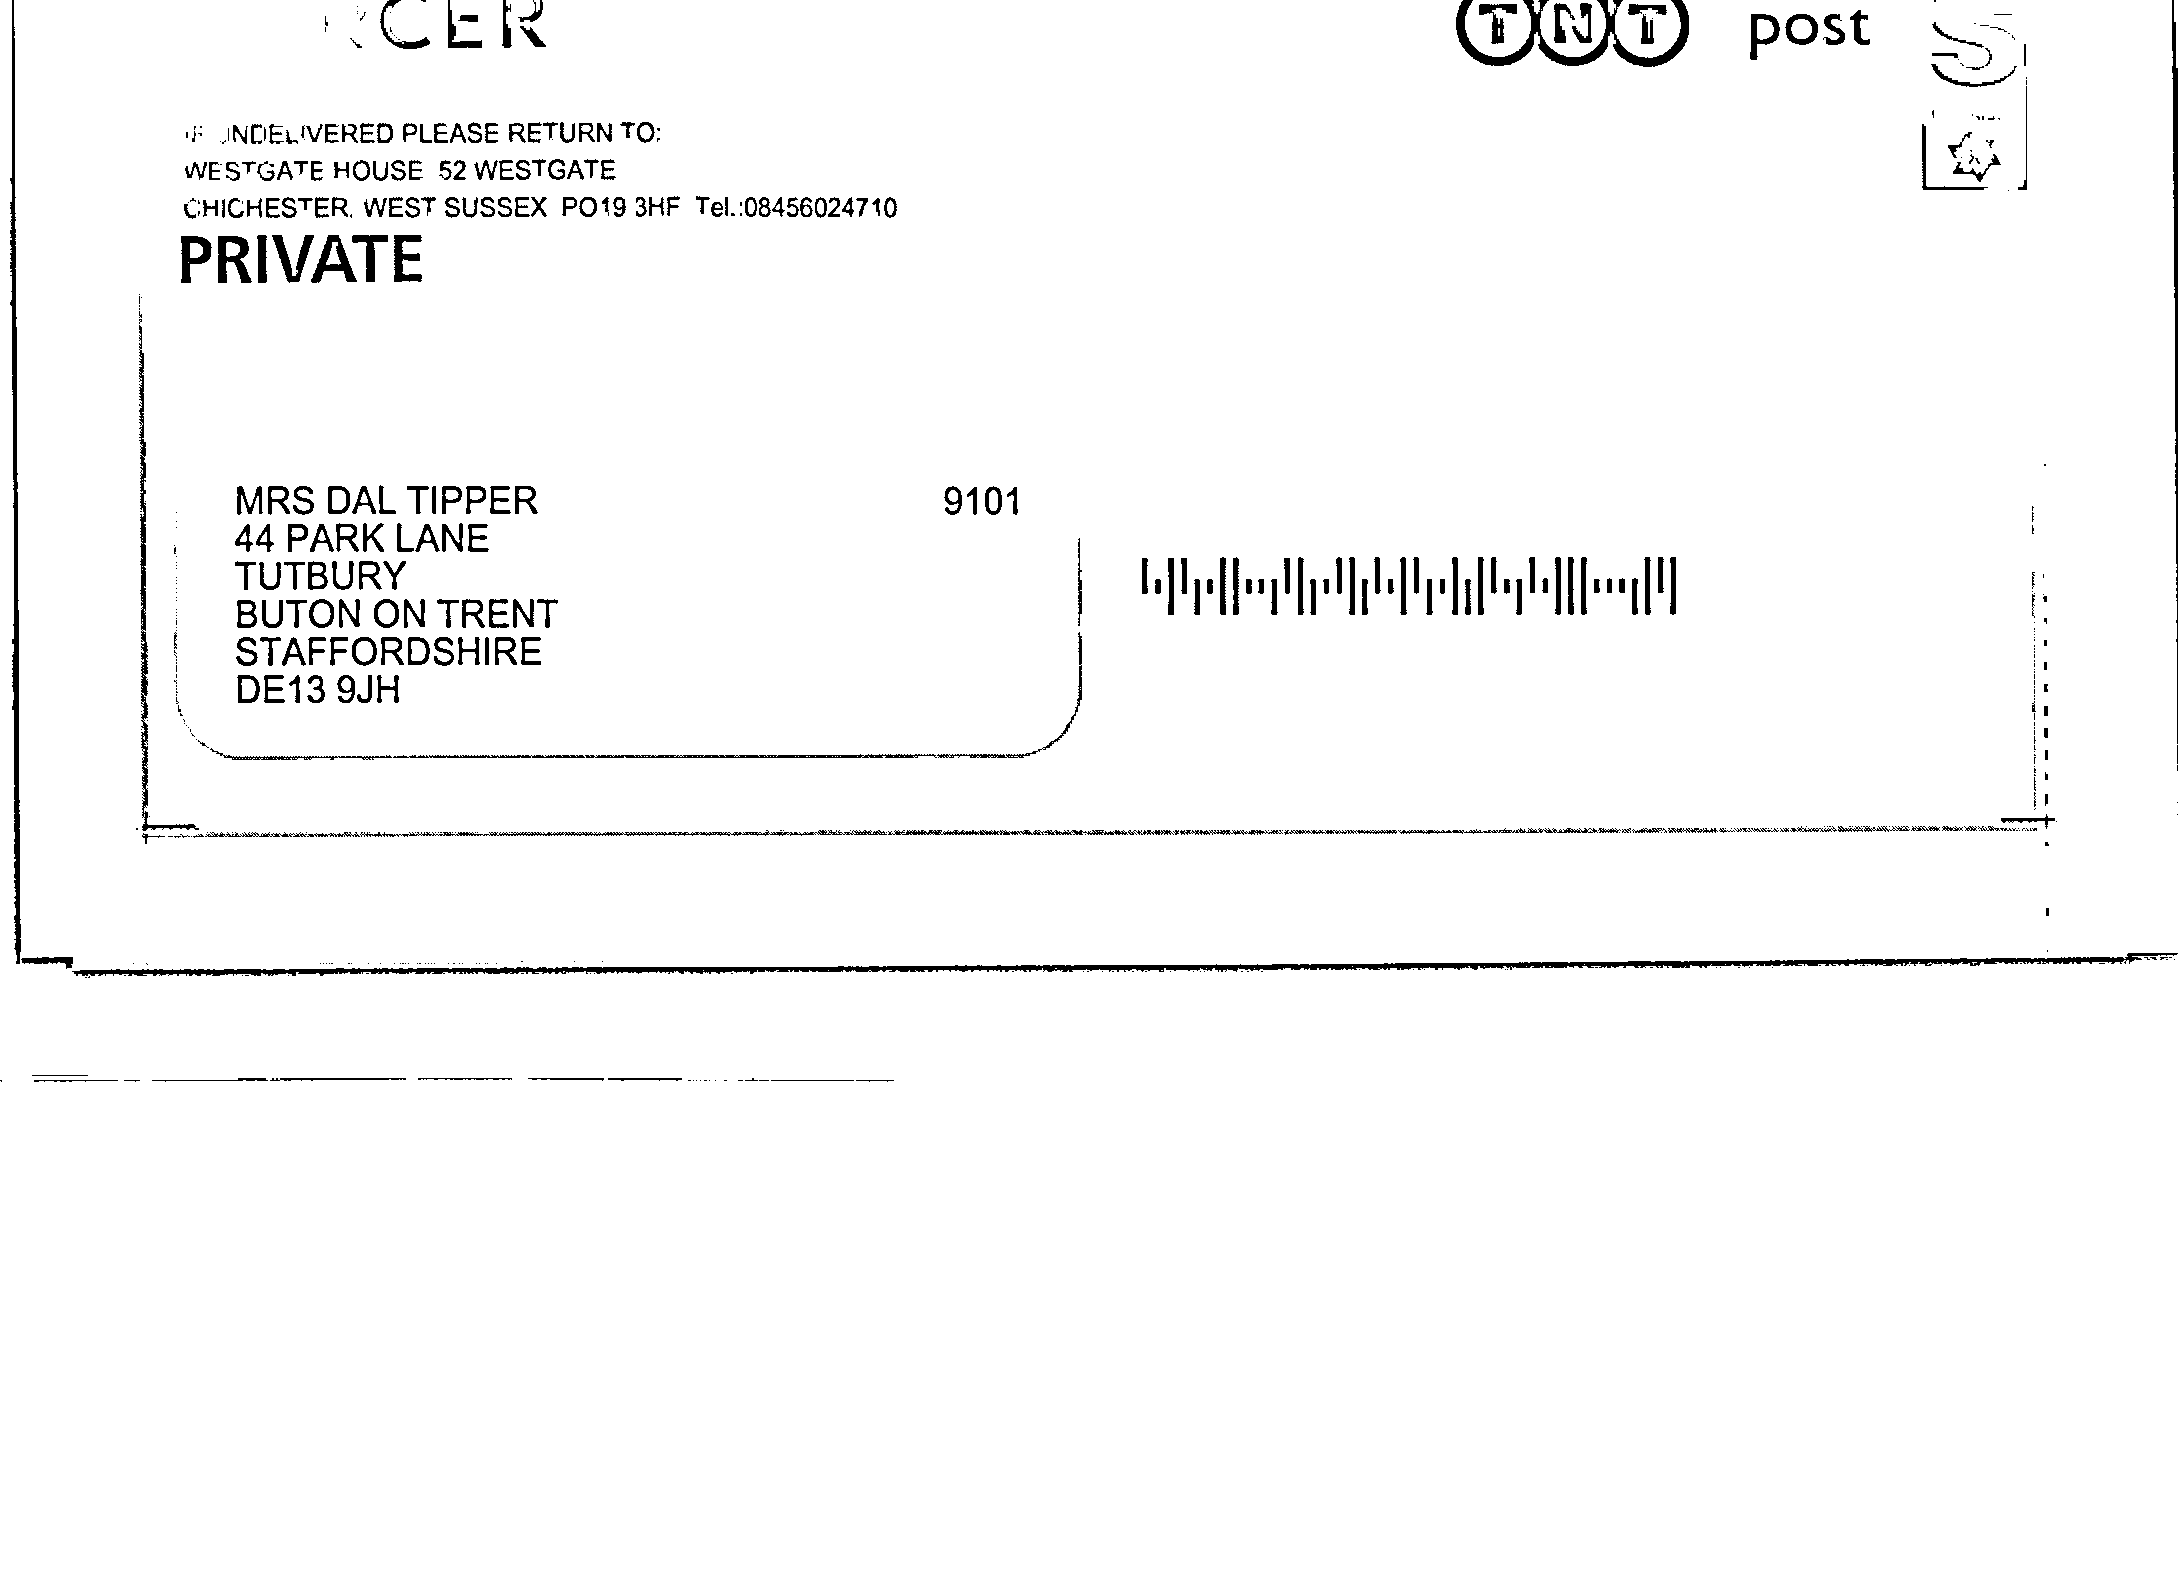 RCER
TNT post S
IF UNDELIVERED PLEASE RETURN TO:
WESTGATE HOUSE 52 WESTGATE
CHICHESTER, WEST SUSSEX PO19 3HF Tel.:08456024710
PRIVATE
MRS DAL TIPPER 9101
44 PARK LANE
TUTBURY
BUTON ON TRENT
STAFFORDSHIRE
DE13 9JH